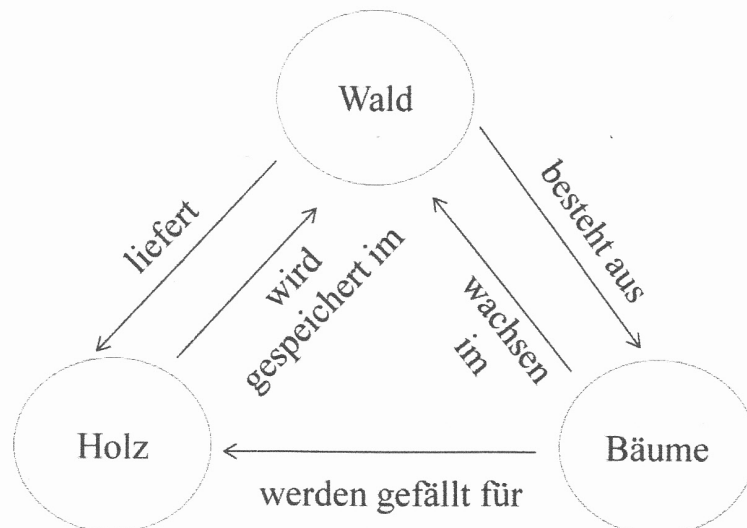 Wald
liefert
wird
gespeichert im
wachsen
im
besteht aus
Holz
Bäume
werden gefällt für